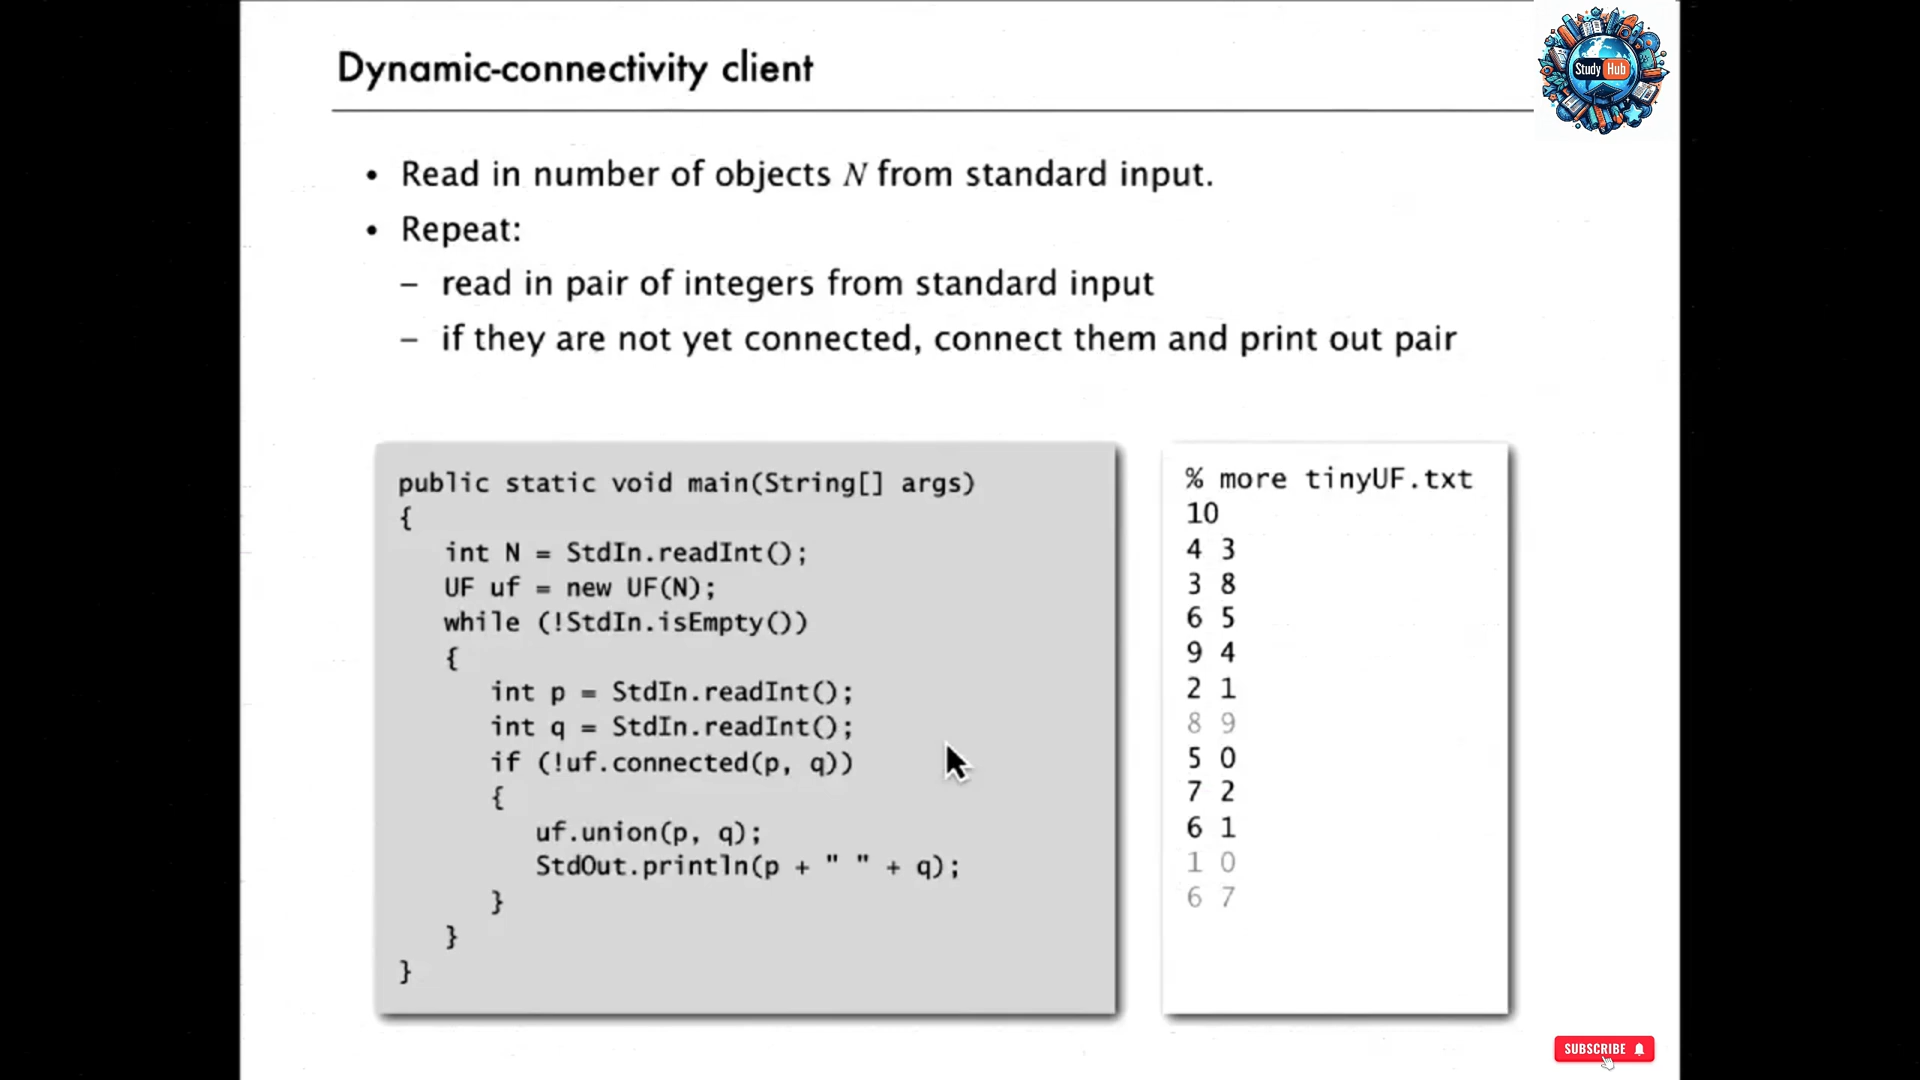 Dynamic-connectivity client
Study Hub
• Read in number of objects N from standard input.
• Repeat:
– read in pair of integers from standard input
– if they are not yet connected, connect them and print out pair
public static void main(String[] args)
{
   int N = StdIn.readInt();
   UF uf = new UF(N);
   while (!StdIn.isEmpty())
   {
      int p = StdIn.readInt();
      int q = StdIn.readInt();
      if (!uf.connected(p, q))
      {
         uf.union(p, q);
         StdOut.println(p + " " + q);
      }
   }
}
% more tinyUF.txt
10
4 3
3 8
6 5
9 4
2 1
8 9
5 0
7 2
6 1
1 0
6 7
SUBSCRIBE